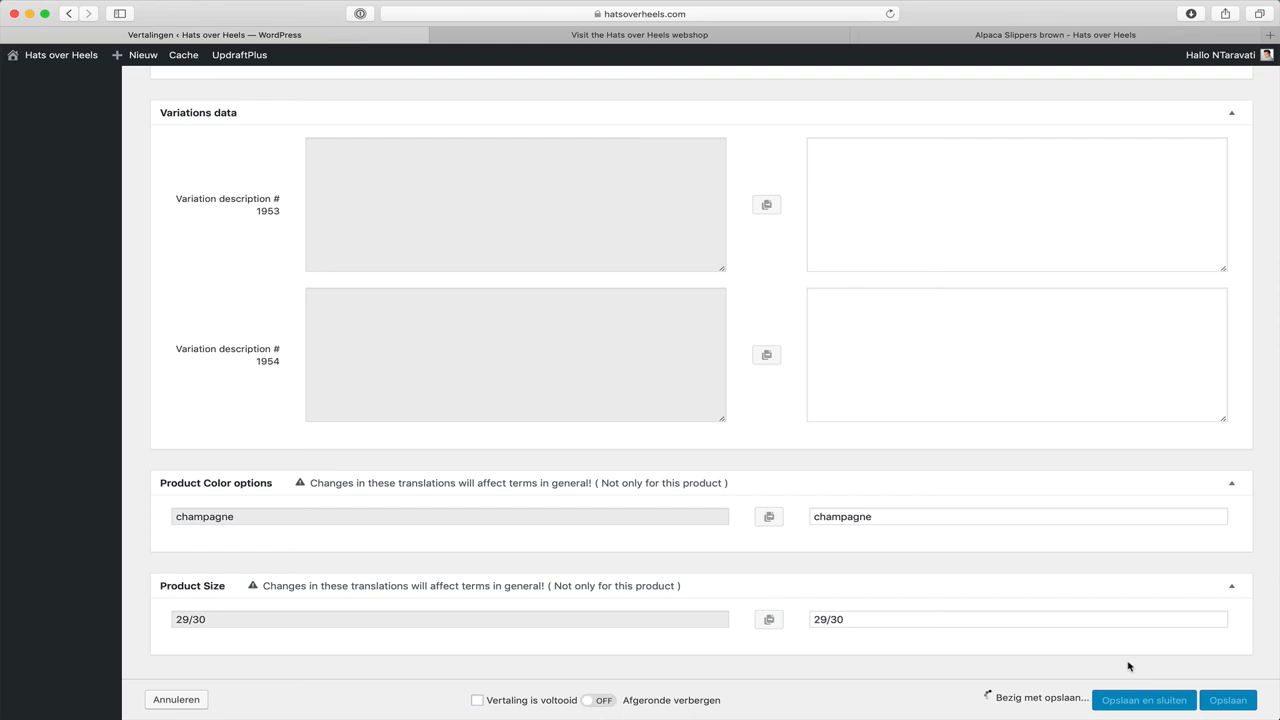 hatsoverheels.com
Vertalingen ‹ Hats over Heels — WordPress
Visit the Hats over Heels webshop
Alpaca Slippers brown - Hats over Heels
Hats over Heels
Nieuw
Cache
UpdraftPlus
Hallo NTaravati
Variations data
Variation description #
1953
Variation description #
1954
Product Color options
Changes in these translations will affect terms in general! ( Not only for this product )
champagne
champagne
Product Size
Changes in these translations will affect terms in general! ( Not only for this product )
29/30
29/30
Annuleren
Vertaling is voltooid
OFF
Afgeronde verbergen
Bezig met opslaan...
Opslaan en sluiten
Opslaan